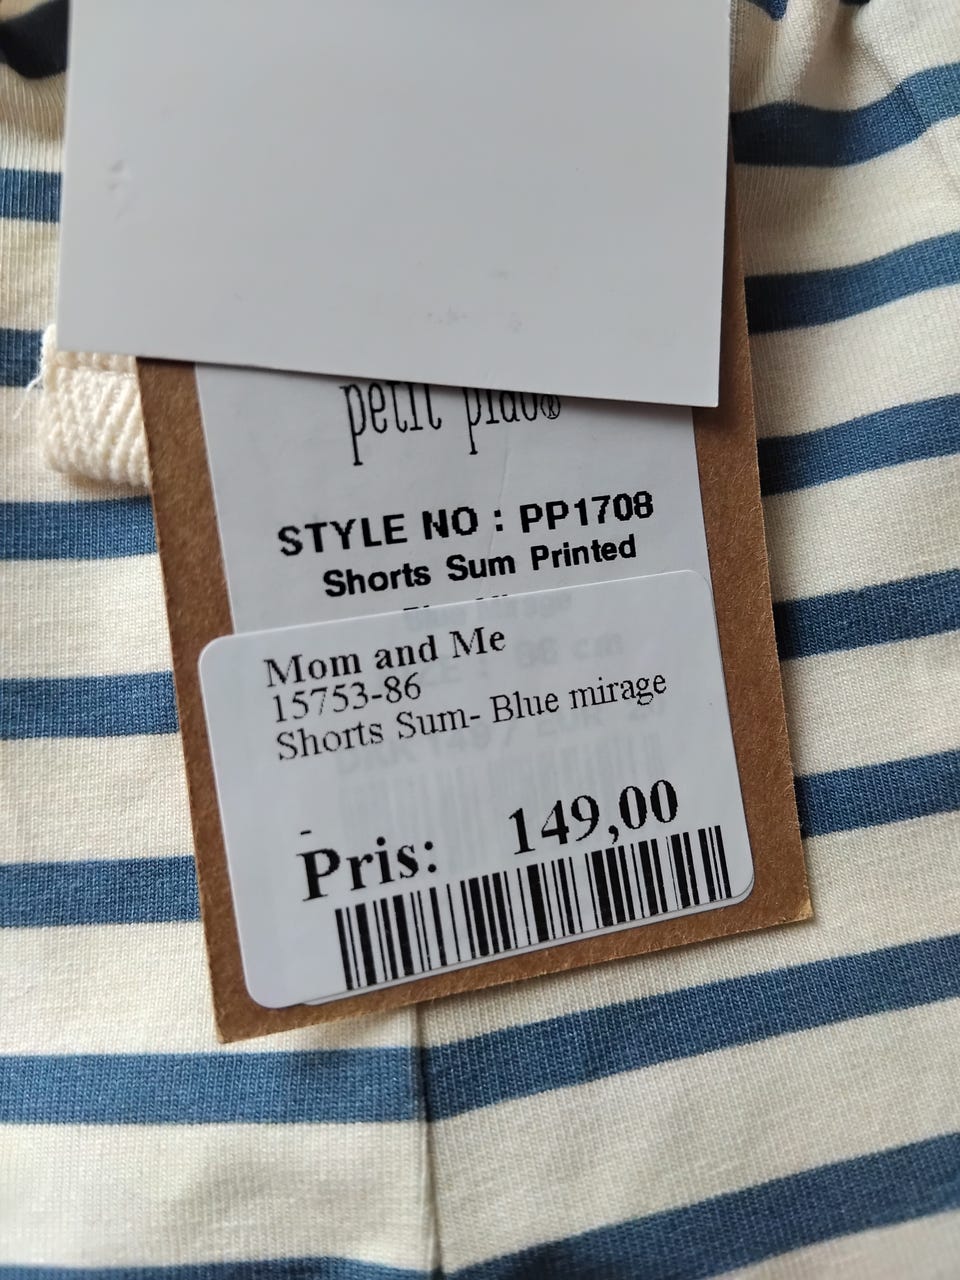 petit piao®
STYLE NO : PP1708
Shorts Sum Printed
Mom and Me
15753-86
Shorts Sum- Blue mirage
-
Pris: 149,00